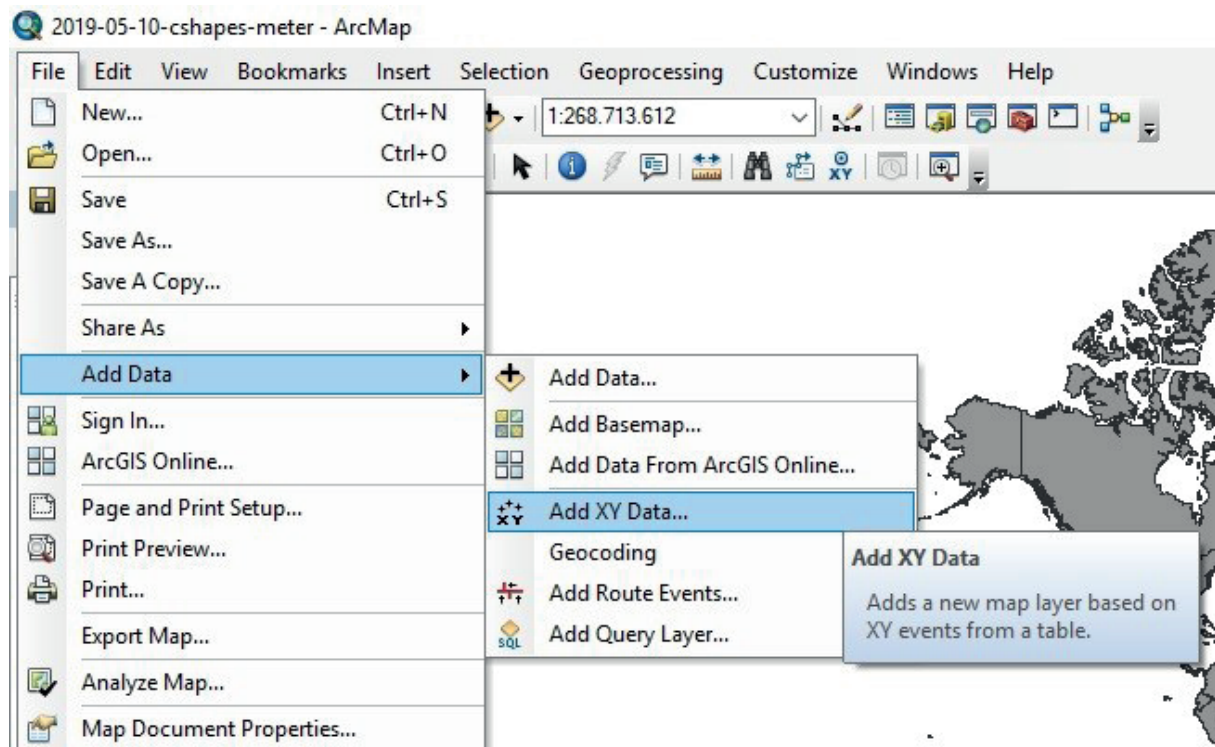 2019-05-10-cshapes-meter - ArcMap
File Edit View Bookmarks Insert Selection Geoprocessing Customize Windows Help
New... Ctrl+N
1:268.713.612
Open... Ctrl+O
XY
Save Ctrl+S
Save As...
Save A Copy...
Share As
Add Data
Add Data...
Sign In...
Add Basemap...
ArcGIS Online...
Add Data From ArcGIS Online...
Page and Print Setup...
XY Add XY Data...
Print Preview...
Geocoding
Add XY Data
Print...
Add Route Events...
Adds a new map layer based on
XY events from a table.
Export Map...
SQL Add Query Layer...
Analyze Map...
Map Document Properties...